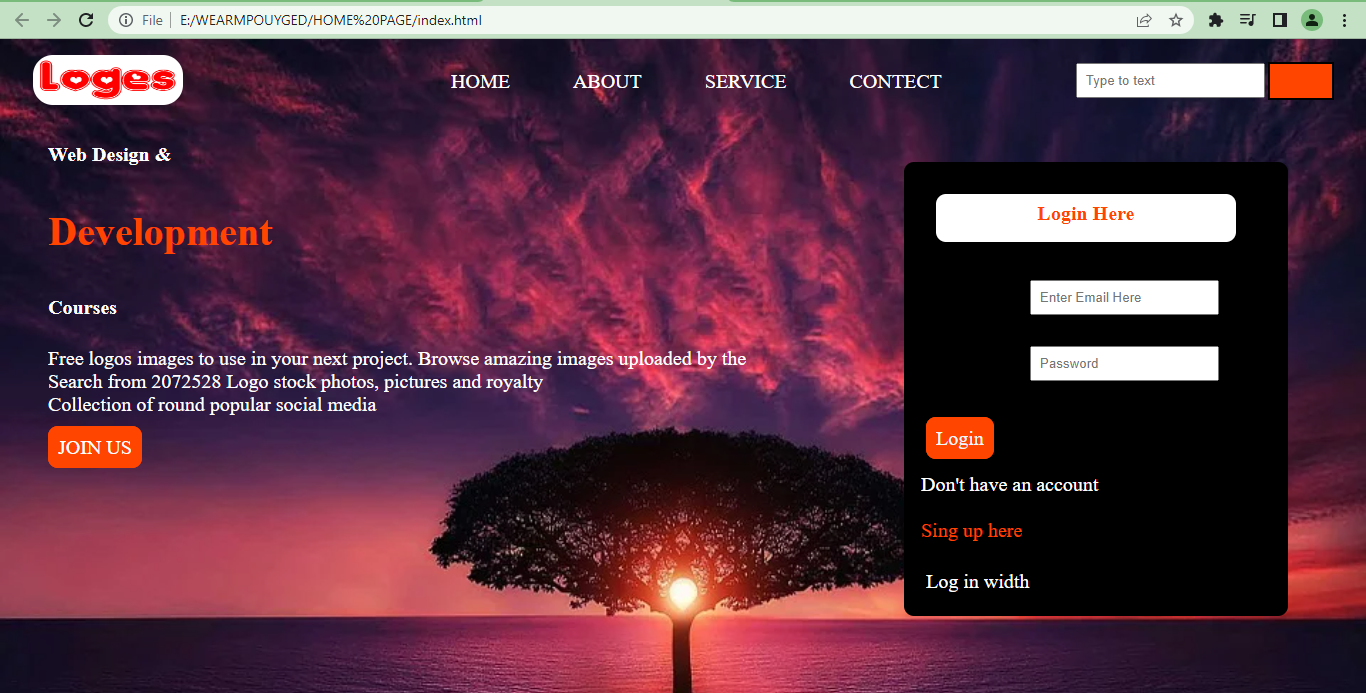 File E:/WEARMPOUYGED/HOME%20PAGE/index.html
Loges
HOME ABOUT SERVICE CONTECT
Type to text
Web Design &
Development
Courses
Free logos images to use in your next project. Browse amazing images uploaded by the
Search from 2072528 Logo stock photos, pictures and royalty
Collection of round popular social media
JOIN US
Login Here
Enter Email Here
Password
Login
Don't have an account
Sing up here
Log in width